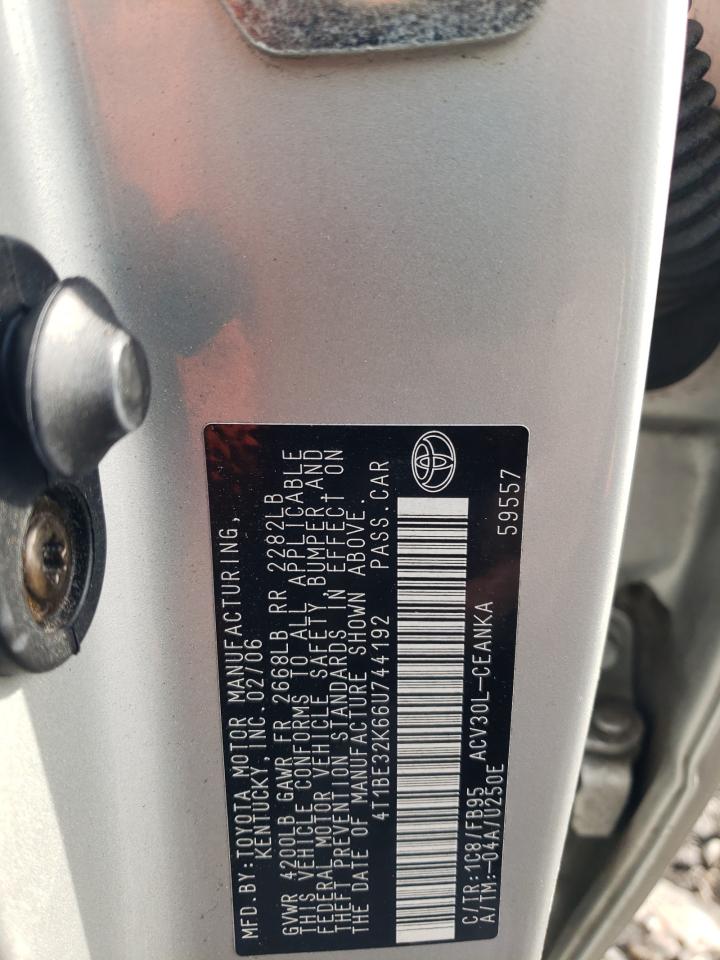 MFD.BY:TOYOTA MOTOR MANUFACTURING,
KENTUCKY, INC. 02/06
GVWR 4200LB GAWR FR 2668LB RR 2282LB
THIS VEHICLE CONFORMS TO ALL APPLICABLE
FEDERAL MOTOR VEHICLE SAFETY, BUMPER, AND
THEFT PREVENTION STANDARDS IN EFFECT ON
THE DATE OF MANUFACTURE SHOWN ABOVE.
4T1BE32K66U744192 PASS.CAR
C/TR:1C8/FB95 ACV30L-CEANKA
A/TM:-04A/U250E 59557